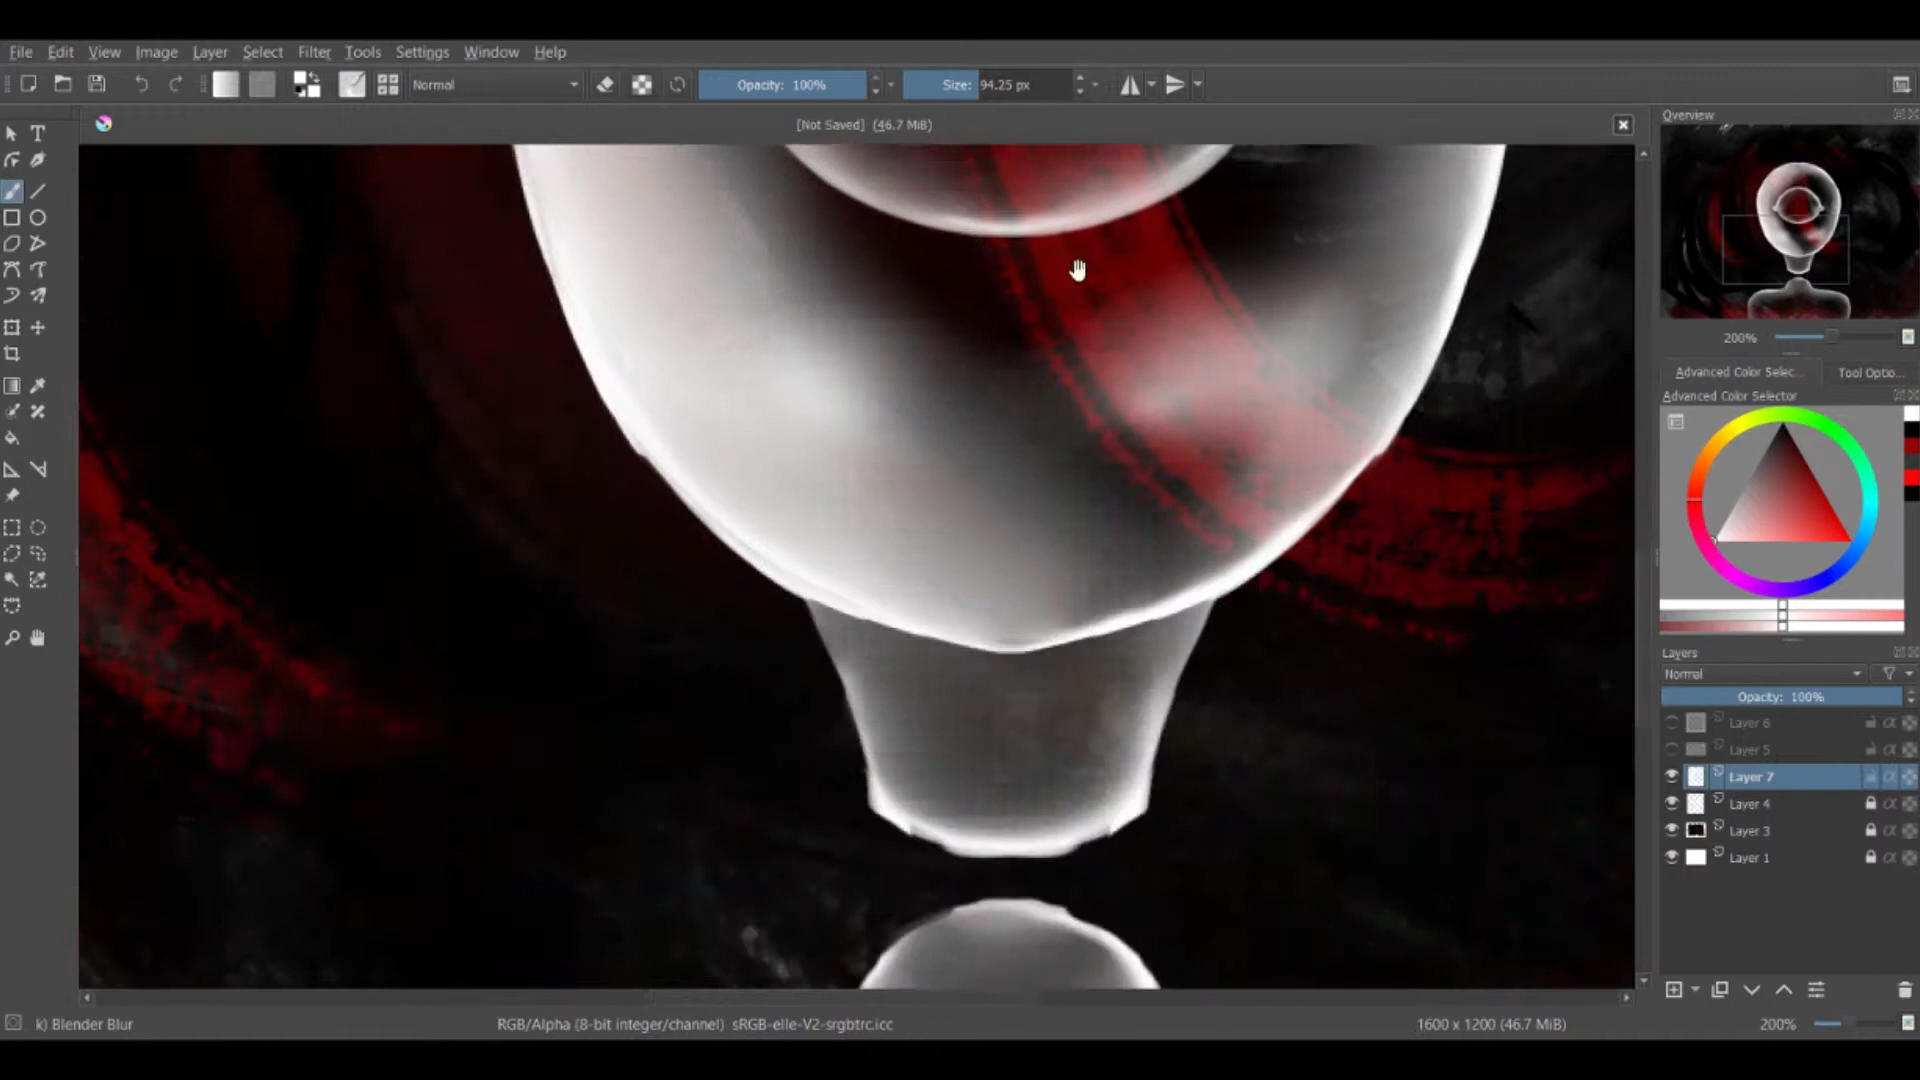 File Edit View Image Layer Select Filter Tools Settings Window Help
Normal Opacity: 100% Size: 94.25 px
[Not Saved] (46.7 MiB)
Overview
200%
Advanced Color Selec... Tool Optio...
Advanced Color Selector
Layers
Normal
Opacity: 100%
Layer 6
Layer 5
Layer 7
Layer 4
Layer 3
Layer 1
k) Blender Blur RGB/Alpha (8-bit integer/channel) sRGB-elle-V2-srgbtrc.icc 1600 x 1200 (46.7 MiB) 200%